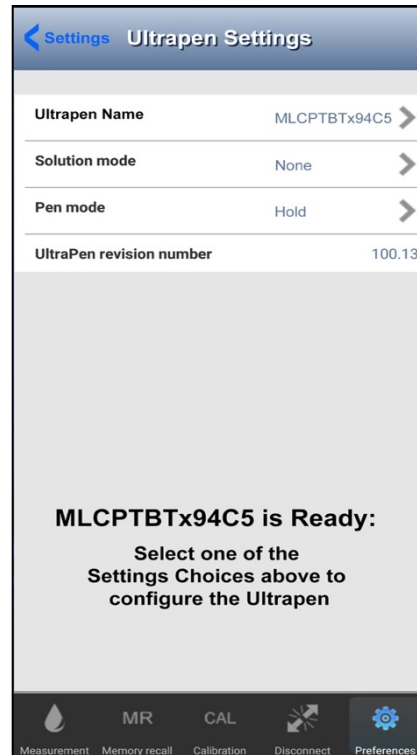 Settings Ultrapen Settings
Ultrapen Name MLCPTBTx94C5
Solution mode None
Pen mode Hold
UltraPen revision number 100.13
MLCPTBTx94C5 is Ready:
Select one of the
Settings Choices above to
configure the Ultrapen
MR CAL
Measurement Memory recall Calibration Disconnect Preferences